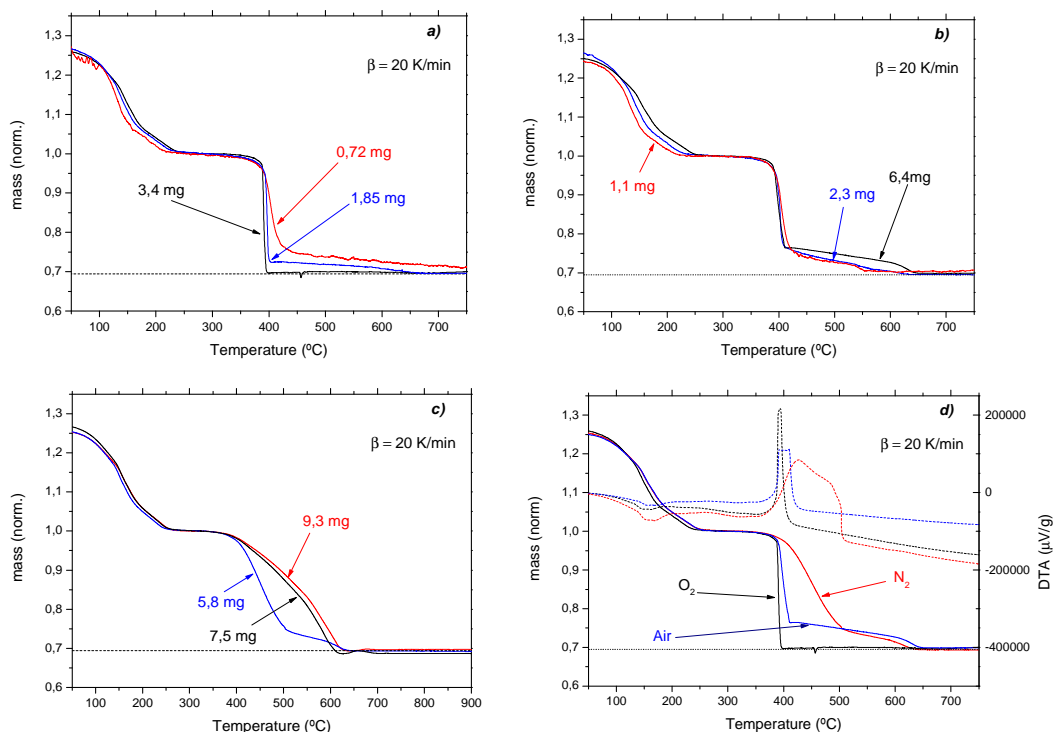 a)
β = 20 K/min
0,72 mg
3,4 mg
1,85 mg
mass (norm.)
1,3
1,2
1,1
1,0
0,9
0,8
0,7
0,6
100 200 300 400 500 600 700
Temperature (ºC)
b)
β = 20 K/min
1,1 mg
2,3 mg
6,4mg
mass (norm.)
1,3
1,2
1,1
1,0
0,9
0,8
0,7
0,6
100 200 300 400 500 600 700
Temperature (ºC)
c)
β = 20 K/min
9,3 mg
5,8 mg
7,5 mg
mass (norm.)
1,3
1,2
1,1
1,0
0,9
0,8
0,7
0,6
100 200 300 400 500 600 700 800 900
Temperature (ºC)
d)
β = 20 K/min
O2
N2
Air
mass (norm)
1,3
1,2
1,1
1,0
0,9
0,8
0,7
0,6
100 200 300 400 500 600 700
Temperature (ºC)
200000
0
-200000
-400000
DTA (μV/g)